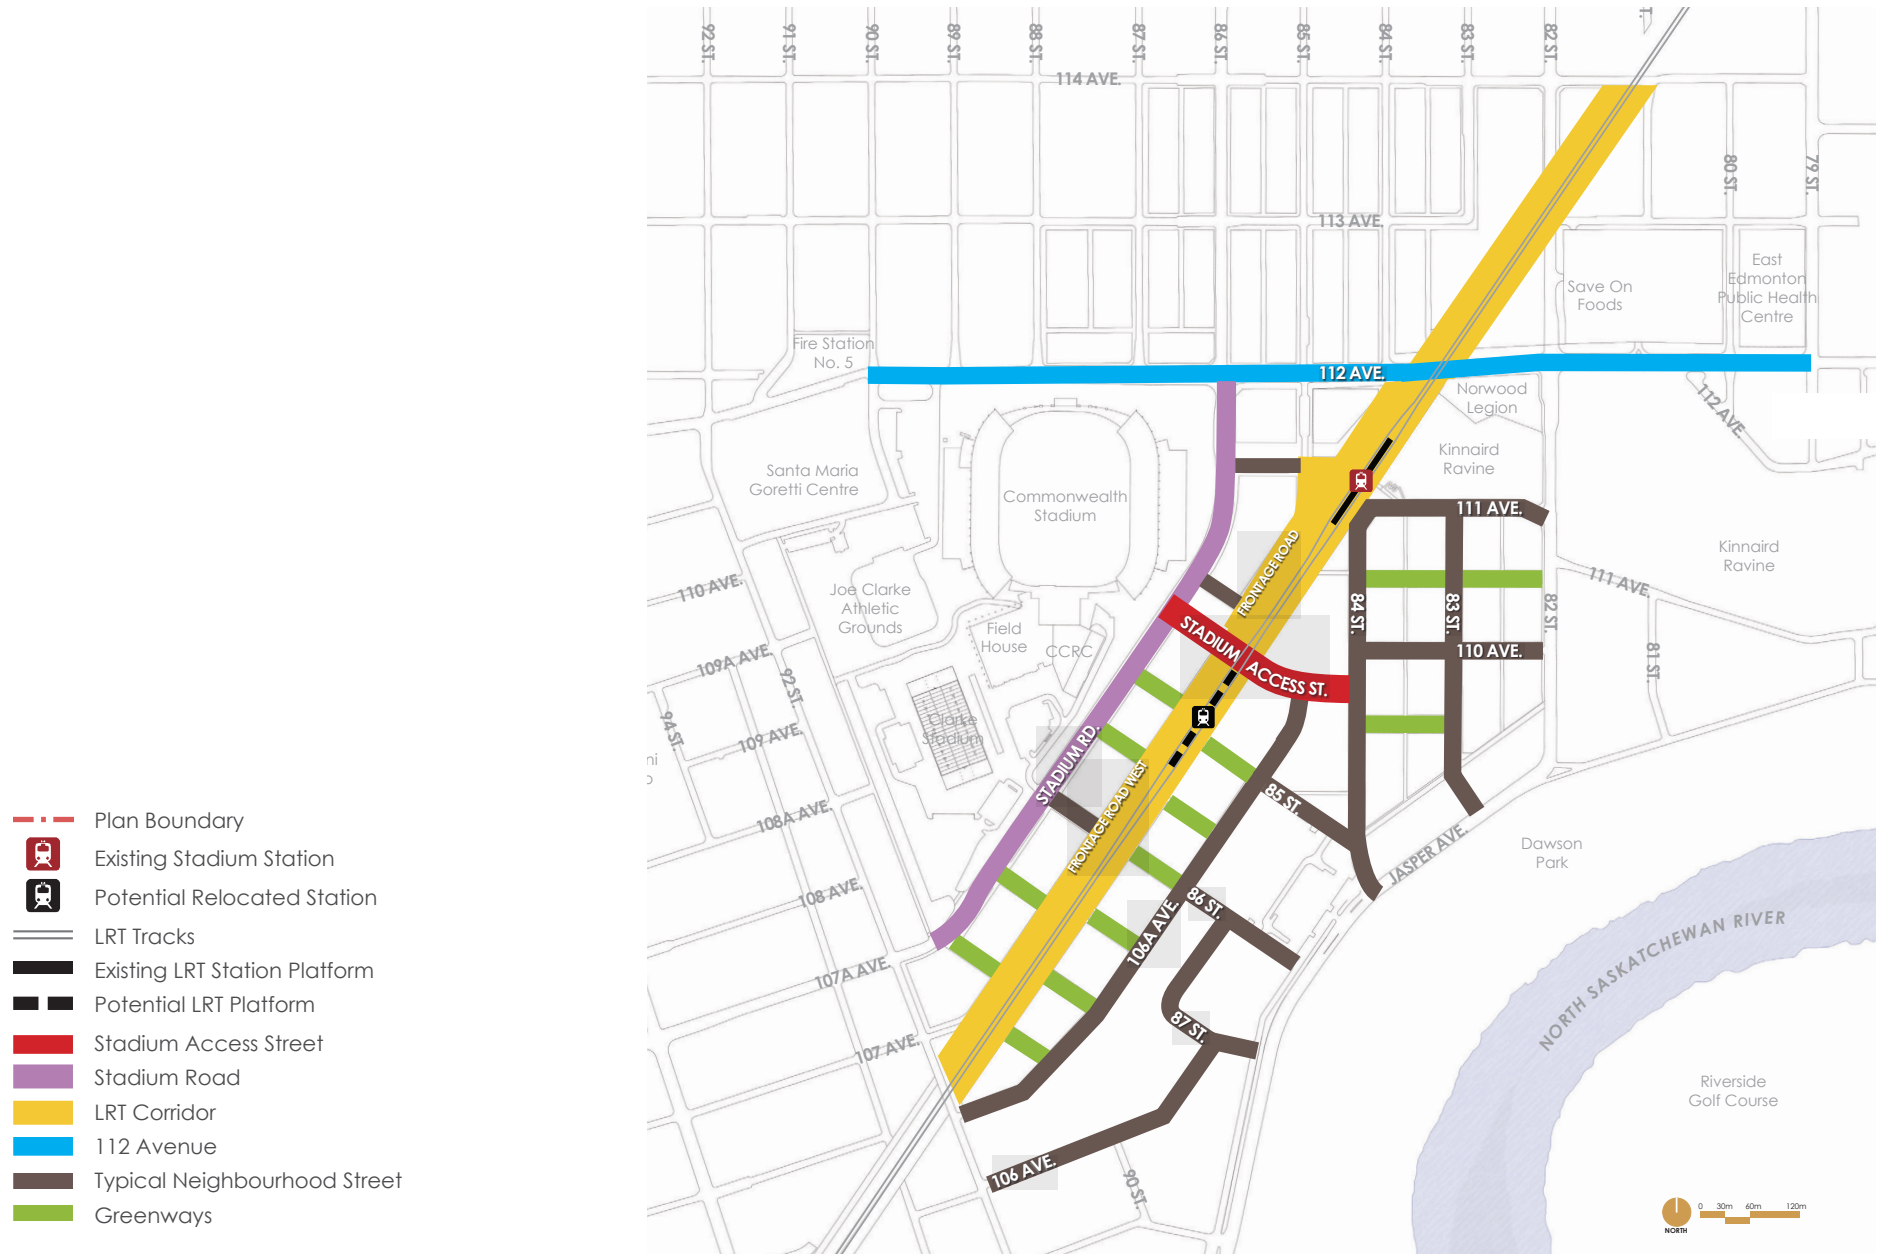 92 ST.
91 ST.
90 ST.
89 ST.
88 ST.
87 ST.
86 ST.
85 ST.
84 ST.
83 ST.
82 ST.
T.
114 AVE.
80 ST.
79 ST.
113 AVE.
East
Edmonton
Public Health
Centre
Save On
Foods
Fire Station
No. 5
112 AVE.
Norwood
Legion
112 AVE.
Kinnaird
Ravine
Santa Maria
Goretti Centre
Commonwealth
Stadium
111 AVE.
Kinnaird
Ravine
FRONTAGE ROAD
110 AVE.
111 AVE.
Joe Clarke
Athletic
Grounds
84 ST.
83 ST.
82 ST.
Field
House
CCRC
STADIUM ACCESS ST.
110 AVE.
81 ST.
109A AVE.
92 ST.
94 ST.
109 AVE.
Clarke
Stadium
STADIUM RD.
ni
FRONTAGE ROAD WEST
85 ST.
108A AVE.
JASPER AVE.
Dawson
Park
108 AVE.
86 ST.
106A AVE.
NORTH SASKATCHEWAN RIVER
107A AVE.
87 ST.
107 AVE.
Riverside
Golf Course
106 AVE.
90 ST.
Plan Boundary
Existing Stadium Station
Potential Relocated Station
LRT Tracks
Existing LRT Station Platform
Potential LRT Platform
Stadium Access Street
Stadium Road
LRT Corridor
112 Avenue
Typical Neighbourhood Street
Greenways
NORTH
0 30m 60m 120m